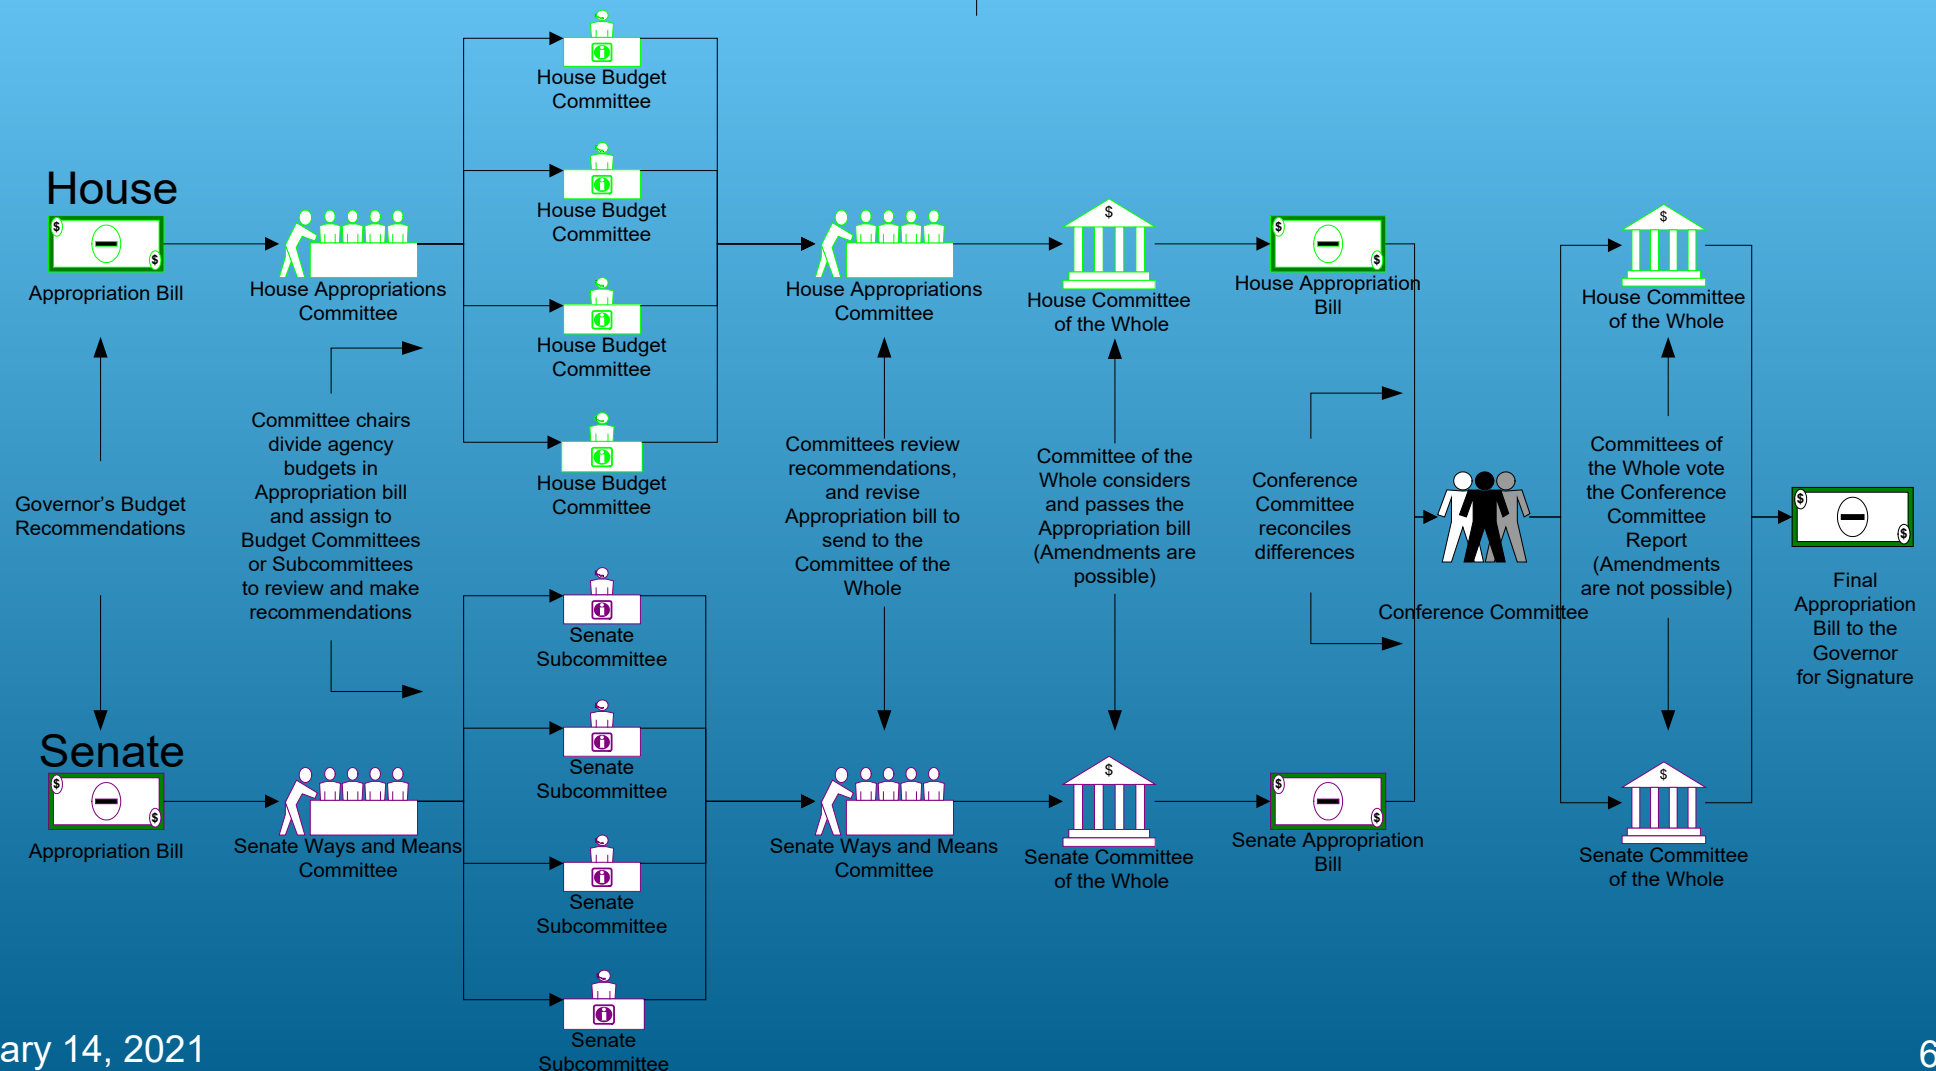 House
Appropriation Bill
House Appropriations
Committee
House Budget
Committee
House Budget
Committee
House Budget
Committee
House Budget
Committee
House Appropriations
Committee
House Committee
of the Whole
House Appropriation
Bill
House Committee
of the Whole
Governor’s Budget
Recommendations
Committee chairs
divide agency
budgets in
Appropriation bill
and assign to
Budget Committees
or Subcommittees
to review and make
recommendations
Committees review
recommendations,
and revise
Appropriation bill to
send to the
Committee of the
Whole
Committee of the
Whole considers
and passes the
Appropriation bill
(Amendments are
possible)
Conference
Committee
reconciles
differences
Conference Committee
Committees of
the Whole vote
the Conference
Committee
Report
(Amendments
are not possible)
Final
Appropriation
Bill to the
Governor
for Signature
Senate
Appropriation Bill
Senate Ways and Means
Committee
Senate
Subcommittee
Senate
Subcommittee
Senate
Subcommittee
Senate
Subcommittee
Senate Ways and Means
Committee
Senate Committee
of the Whole
Senate Appropriation
Bill
Senate Committee
of the Whole
ary 14, 2021
6